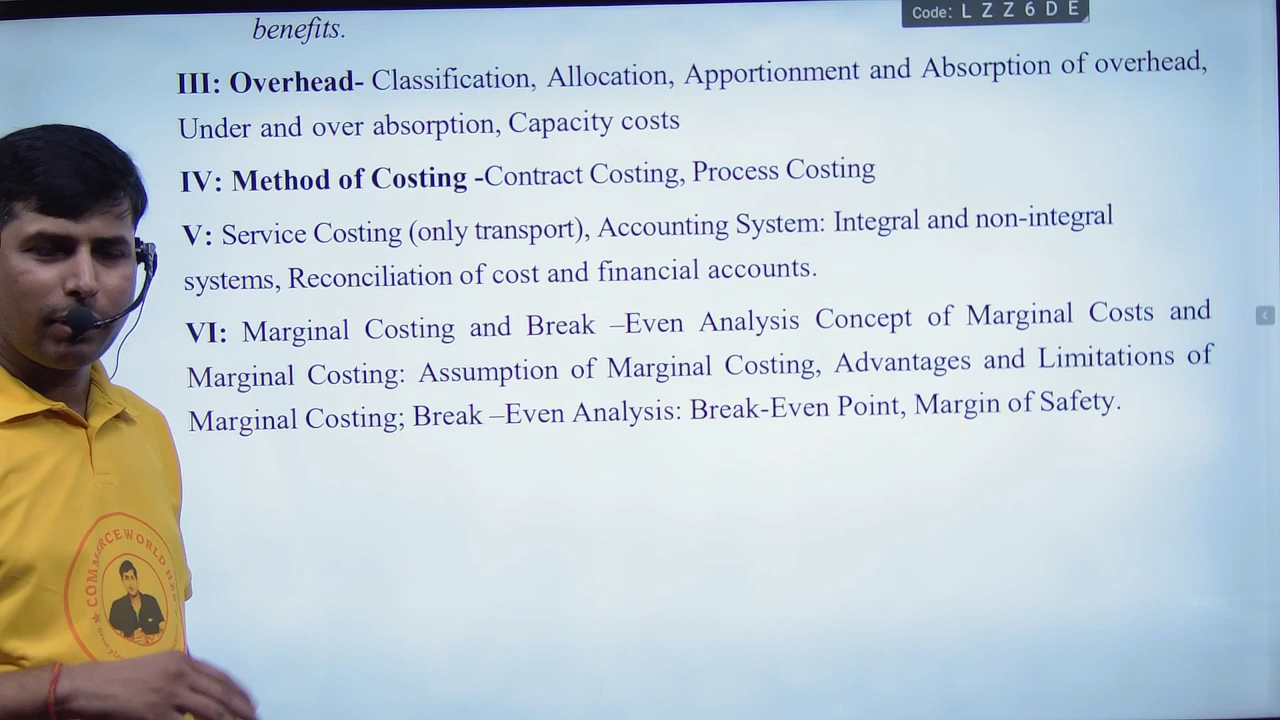 Code: L Z Z 6 D E
benefits.
III: Overhead- Classification, Allocation, Apportionment and Absorption of overhead,
Under and over absorption, Capacity costs
IV: Method of Costing -Contract Costing, Process Costing
V: Service Costing (only transport), Accounting System: Integral and non-integral
systems, Reconciliation of cost and financial accounts.
VI: Marginal Costing and Break –Even Analysis Concept of Marginal Costs and
Marginal Costing: Assumption of Marginal Costing, Advantages and Limitations of
Marginal Costing; Break –Even Analysis: Break-Even Point, Margin of Safety.
COMMERCE WORLD